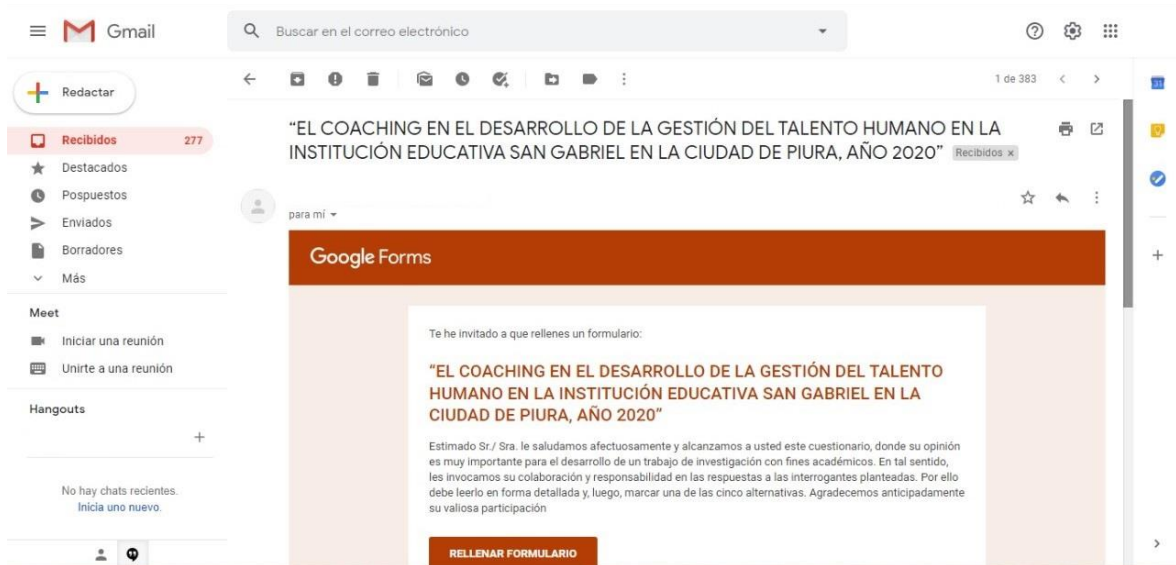 Gmail
Buscar en el correo electrónico
Redactar
1 de 383
Recibidos 277
Destacados
Pospuestos
Enviados
Borradores
Más
Meet
Iniciar una reunión
Unirte a una reunión
Hangouts
No hay chats recientes.
Inicia uno nuevo.
“EL COACHING EN EL DESARROLLO DE LA GESTIÓN DEL TALENTO HUMANO EN LA
INSTITUCIÓN EDUCATIVA SAN GABRIEL EN LA CIUDAD DE PIURA, AÑO 2020” Recibidos x
para mí
Google Forms
Te he invitado a que rellenes un formulario:
“EL COACHING EN EL DESARROLLO DE LA GESTIÓN DEL TALENTO
HUMANO EN LA INSTITUCIÓN EDUCATIVA SAN GABRIEL EN LA
CIUDAD DE PIURA, AÑO 2020”
Estimado Sr./ Sra. le saludamos afectuosamente y alcanzamos a usted este cuestionario, donde su opinión
es muy importante para el desarrollo de un trabajo de investigación con fines académicos. En tal sentido,
les invocamos su colaboración y responsabilidad en las respuestas a las interrogantes planteadas. Por ello
debe leerlo en forma detallada y, luego, marcar una de las cinco alternativas. Agradecemos anticipadamente
su valiosa participación
RELLENAR FORMULARIO
31